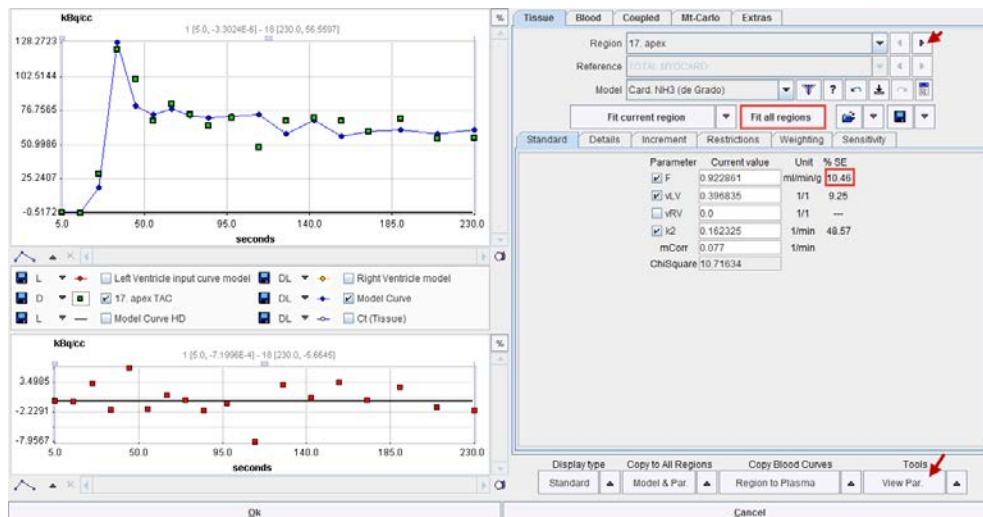 kBq/cc
%
1 [5.0, -3.3024E-6] - 18 [230.0, 56.5597]
128.2723
102.5144
76.7565
50.9986
25.2407
-0.5172
5.0 50.0 95.0 140.0 185.0 230.0
seconds
L Left Ventricle input curve model DL Right Ventricle model
D 17. apex TAC DL Model Curve
L Model Curve HD DL Ct (Tissue)
kBq/cc
%
1 [5.0, -7.1996E-4] - 18 [230.0, -5.6645]
3.4985
-2.2291
-7.9567
5.0 50.0 95.0 140.0 185.0 230.0
seconds
Tissue Blood Coupled Mt-Carlo Extras
Region 17. apex
Reference TOTAL MYOCARD
Model Card. NH3 (de Grado) ?
Fit current region Fit all regions
Standard Details Increment Restrictions Weighting Sensitivity
Parameter Current value Unit % SE
F 0.922861 ml/min/g 10.46
vLV 0.396835 1/1 9.25
vRV 0.0 1/1 ---
k2 0.162325 1/min 48.57
mCorr 0.077 1/min
ChiSquare 10.71634
Display type Copy to All Regions Copy Blood Curves Tools
Standard Model & Par. Region to Plasma View Par.
Ok Cancel